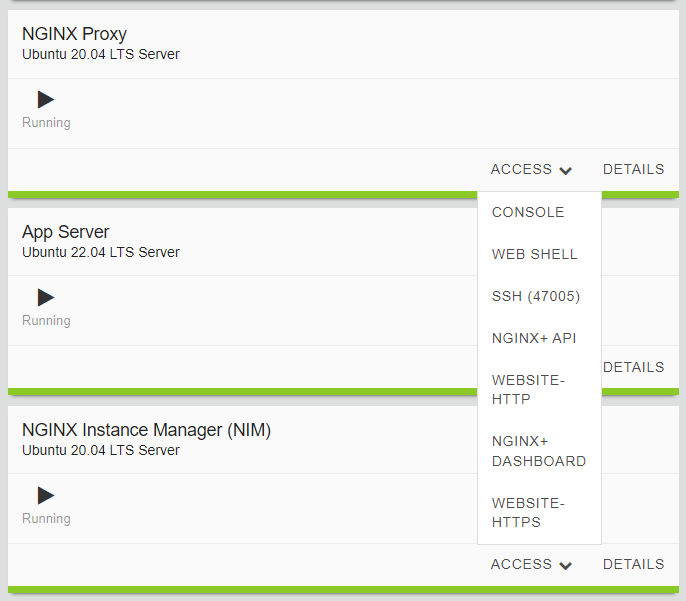 NGINX Proxy
Ubuntu 20.04 LTS Server
Running
ACCESS
DETAILS
CONSOLE
WEB SHELL
SSH (47005)
NGINX+ API
WEBSITE-
HTTP
NGINX+
DASHBOARD
WEBSITE-
HTTPS
App Server
Ubuntu 22.04 LTS Server
Running
DETAILS
NGINX Instance Manager (NIM)
Ubuntu 20.04 LTS Server
Running
ACCESS
DETAILS